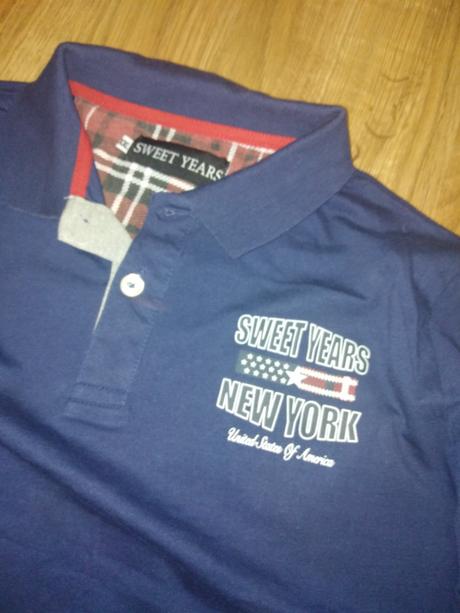 SWEET YEARS
SWEET YEARS
NEW YORK
United States Of America